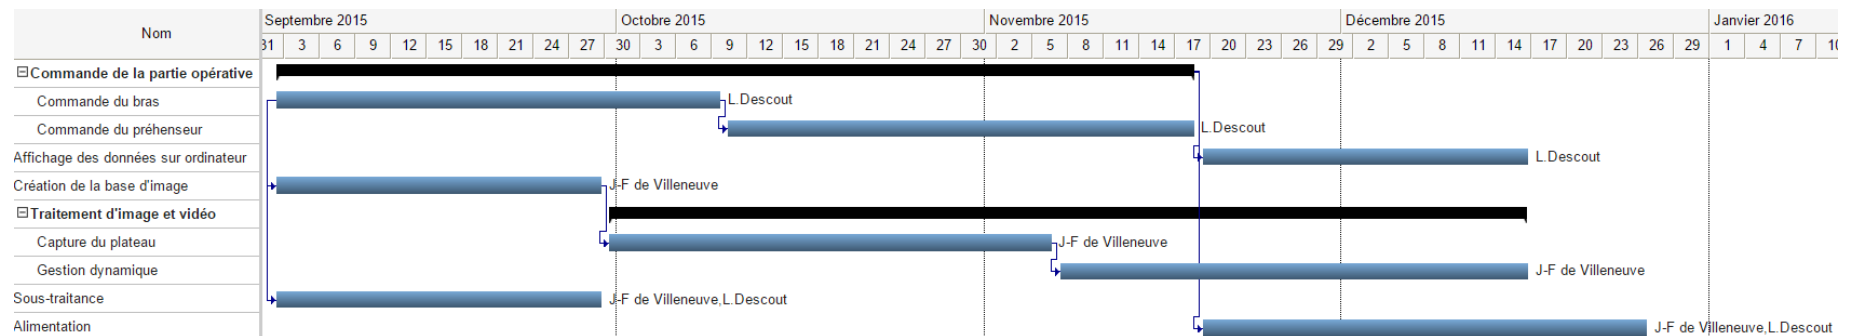 Nom
Septembre 2015 Octobre 2015 Novembre 2015 Décembre 2015 Janvier 2016
31 3 6 9 12 15 18 21 24 27 30 3 6 9 12 15 18 21 24 27 30 2 5 8 11 14 17 20 23 26 29 2 5 8 11 14 17 20 23 26 29 1 4 7 10
Commande de la partie opérative
Commande du bras L.Descout
Commande du préhenseur L.Descout
Affichage des données sur ordinateur L.Descout
Création de la base d'image J-F de Villeneuve
Traitement d'image et vidéo
Capture du plateau J-F de Villeneuve
Gestion dynamique J-F de Villeneuve
Sous-traitance J-F de Villeneuve,L.Descout
Alimentation J-F de Villeneuve,L.Descout